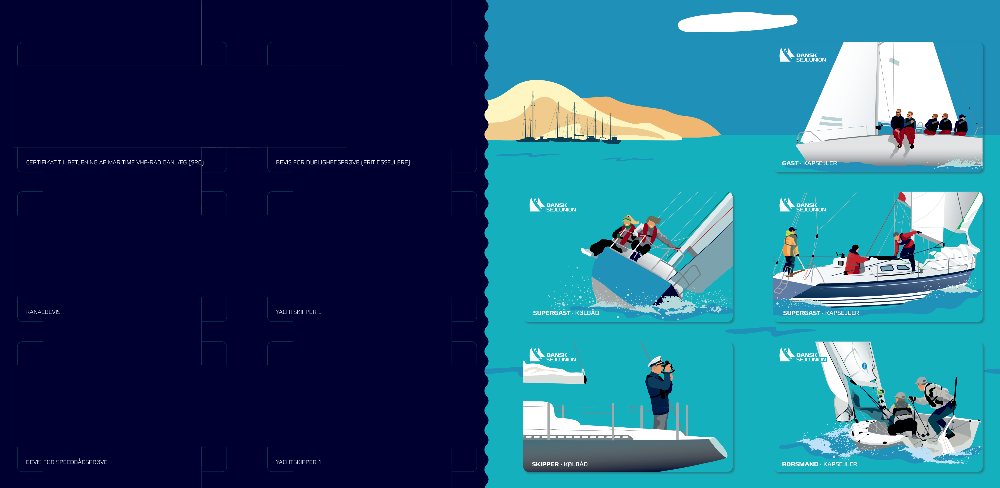 DANSK
SEJLUNION
GAST · KAPSEJLER
CERTIFIKAT TIL BETJENING AF MARITIME VHF-RADIOANLÆG (SRC)
BEVIS FOR DUELIGHEDSPRØVE (FRITIDSSEJLERE)
DANSK
SEJLUNION
SUPERGAST · KØLBÅD
DANSK
SEJLUNION
SUPERGAST · KAPSEJLER
KANALBEVIS
YACHTSKIPPER 3
DANSK
SEJLUNION
SKIPPER · KØLBÅD
DANSK
SEJLUNION
RORSMAND · KAPSEJLER
BEVIS FOR SPEEDBÅDSPRØVE
YACHTSKIPPER 1